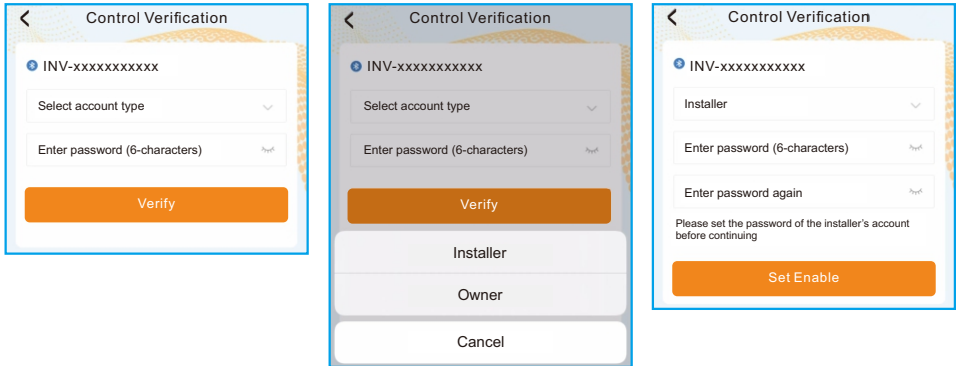 Control Verification
INV-xxxxxxxxxxx
Select account type
Enter password (6-characters)
Verify
Control Verification
INV-xxxxxxxxxxx
Select account type
Enter password (6-characters)
Verify
Installer
Owner
Cancel
Control Verification
INV-xxxxxxxxxxx
Installer
Enter password (6-characters)
Enter password again
Please set the password of the installer's account
before continuing
Set Enable